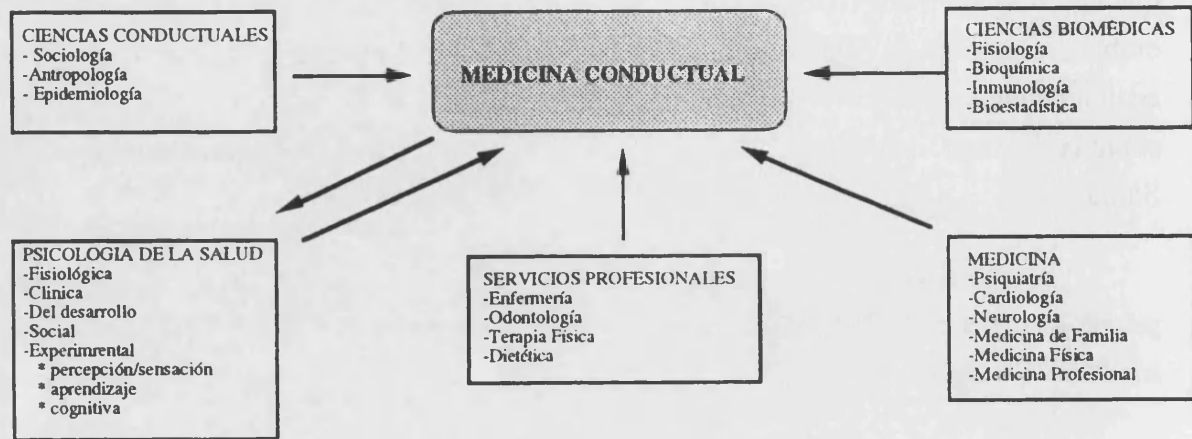 CIENCIAS CONDUCTUALES
- Sociología
-Antropología
- Epidemiología
MEDICINA CONDUCTUAL
CIENCIAS BIOMÉDICAS
-Fisiología
-Bioquímica
-Inmunología
-Bioestadística
PSICOLOGIA DE LA SALUD
-Fisiológica
-Clinica
-Del desarrollo
-Social
-Experimrental
* percepción/sensación
* aprendizaje
* cognitiva
SERVICIOS PROFESIONALES
-Enfermería
-Odontología
-Terapia Física
-Dietética
MEDICINA
-Psiquiatría
-Cardiología
-Neurología
-Medicina de Familia
-Medicina Física
-Medicina Profesional